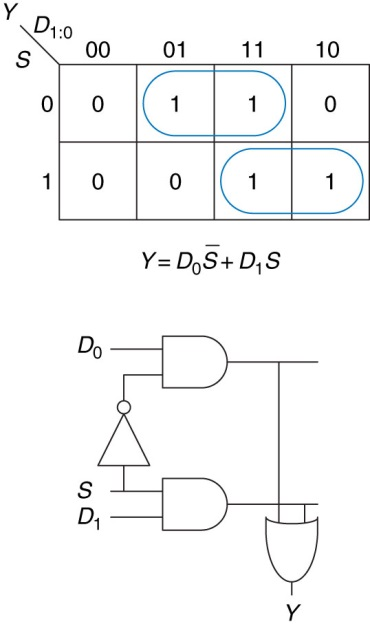 Y D₁:₀
S 00 01 11 10
0 0 1 1 0
1 0 0 1 1
Y = D₀S̅ + D₁S
D₀
S
D₁
Y